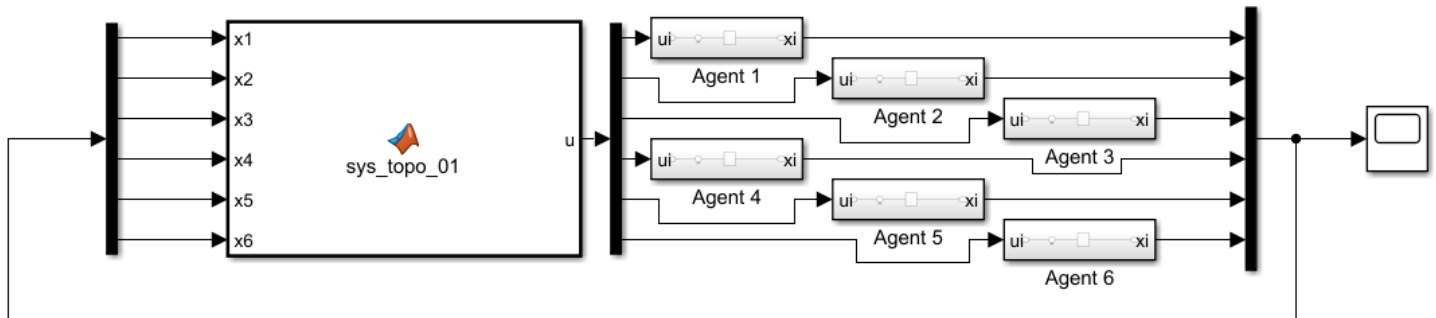 x1
x2
x3
x4
x5
x6
sys_topo_01
u
ui xi
Agent 1
ui xi
Agent 2
ui xi
Agent 3
ui xi
Agent 4
ui xi
Agent 5
ui xi
Agent 6